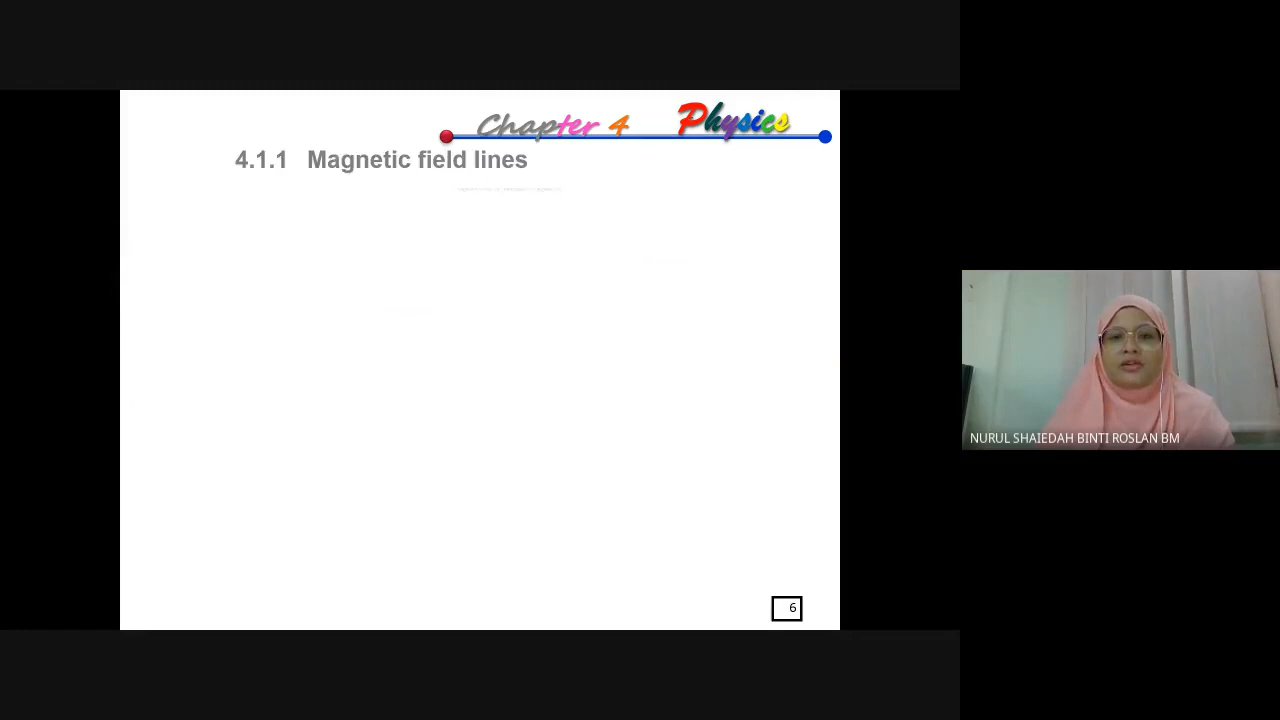 Chapter 4 Physics
4.1.1 Magnetic field lines
NURUL SHAIEDAH BINTI ROSLAN BM
6